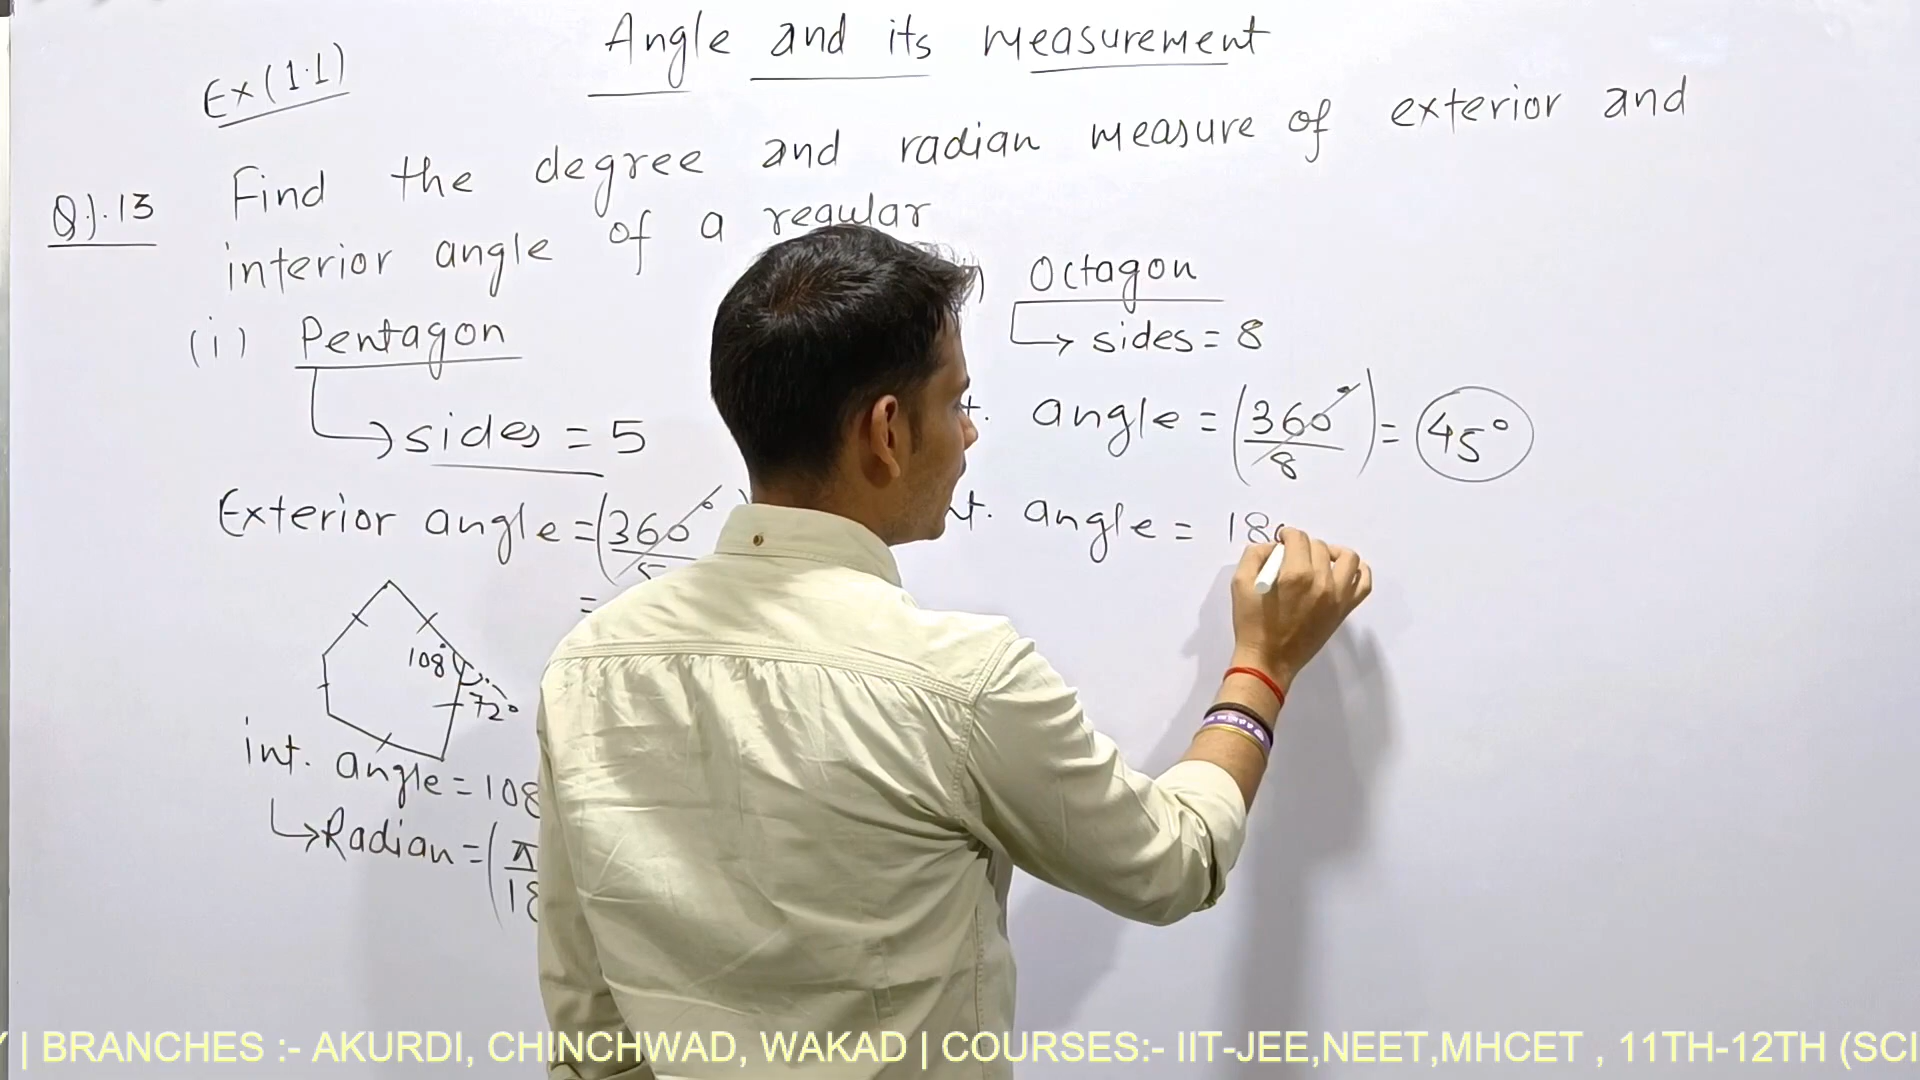 Angle and its measurement
Ex(1.1)
Q).13 Find the degree and radian measure of exterior and
interior angle of a regular
(i) Pentagon
sides = 5
Exterior angle = (360°
=
108°
72°
int. angle = 108
Radian = (π
18
) Octagon
sides = 8
t. angle = (360°/8) = 45°
nt. angle = 180
| BRANCHES :- AKURDI, CHINCHWAD, WAKAD | COURSES:- IIT-JEE,NEET,MHCET , 11TH-12TH (SCI